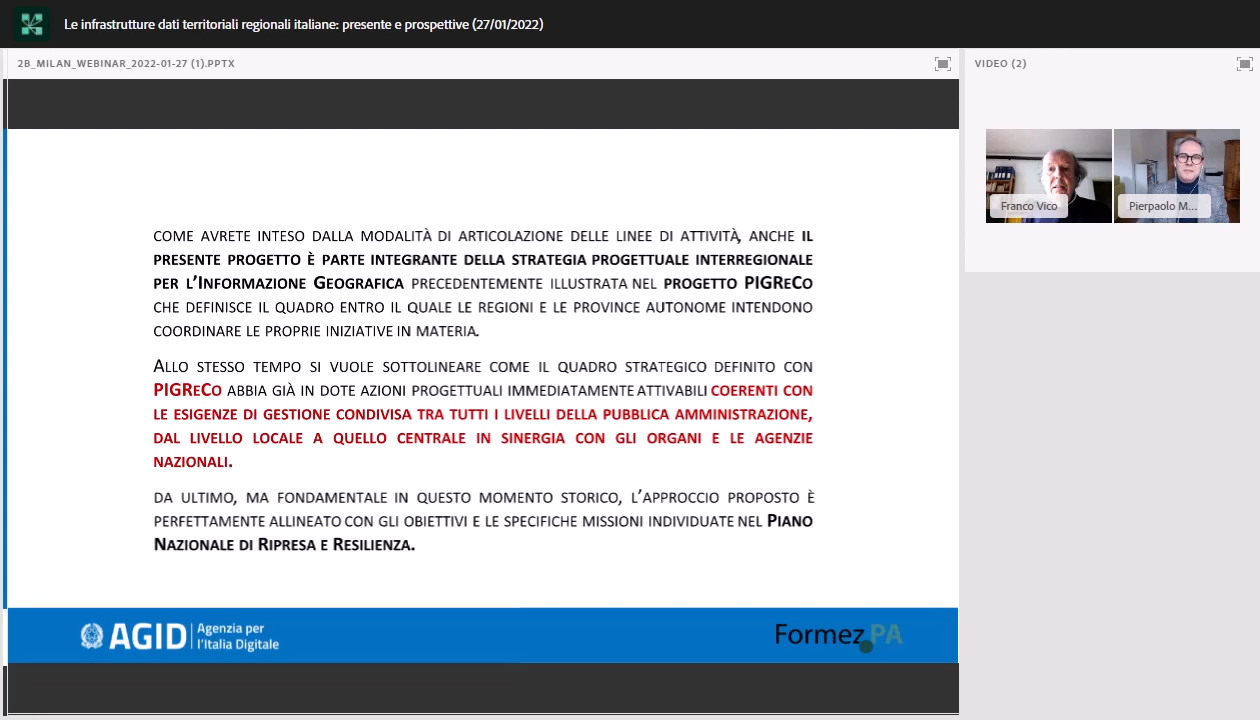 Le infrastrutture dati territoriali regionali italiane: presente e prospettive (27/01/2022)
2B_MILAN_WEBINAR_2022-01-27 (1).PPTX
VIDEO (2)
COME AVRETE INTESO DALLA MODALITÀ DI ARTICOLAZIONE DELLE LINEE DI ATTIVITÀ, ANCHE IL
PRESENTE PROGETTO È PARTE INTEGRANTE DELLA STRATEGIA PROGETTUALE INTERREGIONALE
PER L'INFORMAZIONE GEOGRAFICA PRECEDENTEMENTE ILLUSTRATA NEL PROGETTO PIGReCo
CHE DEFINISCE IL QUADRO ENTRO IL QUALE LE REGIONI E LE PROVINCE AUTONOME INTENDONO
COORDINARE LE PROPRIE INIZIATIVE IN MATERIA.
ALLO STESSO TEMPO SI VUOLE SOTTOLINEARE COME IL QUADRO STRATEGICO DEFINITO CON
PIGReCo ABBIA GIÀ IN DOTE AZIONI PROGETTUALI IMMEDIATAMENTE ATTIVABILI COERENTI CON
LE ESIGENZE DI GESTIONE CONDIVISA TRA TUTTI I LIVELLI DELLA PUBBLICA AMMINISTRAZIONE,
DAL LIVELLO LOCALE A QUELLO CENTRALE IN SINERGIA CON GLI ORGANI E LE AGENZIE
NAZIONALI.
DA ULTIMO, MA FONDAMENTALE IN QUESTO MOMENTO STORICO, L'APPROCCIO PROPOSTO È
PERFETTAMENTE ALLINEATO CON GLI OBIETTIVI E LE SPECIFICHE MISSIONI INDIVIDUATE NEL PIANO
NAZIONALE DI RIPRESA E RESILIENZA.
Franco Vico
Pierpaolo M...
AGID Agenzia per
l'Italia Digitale
Formez PA